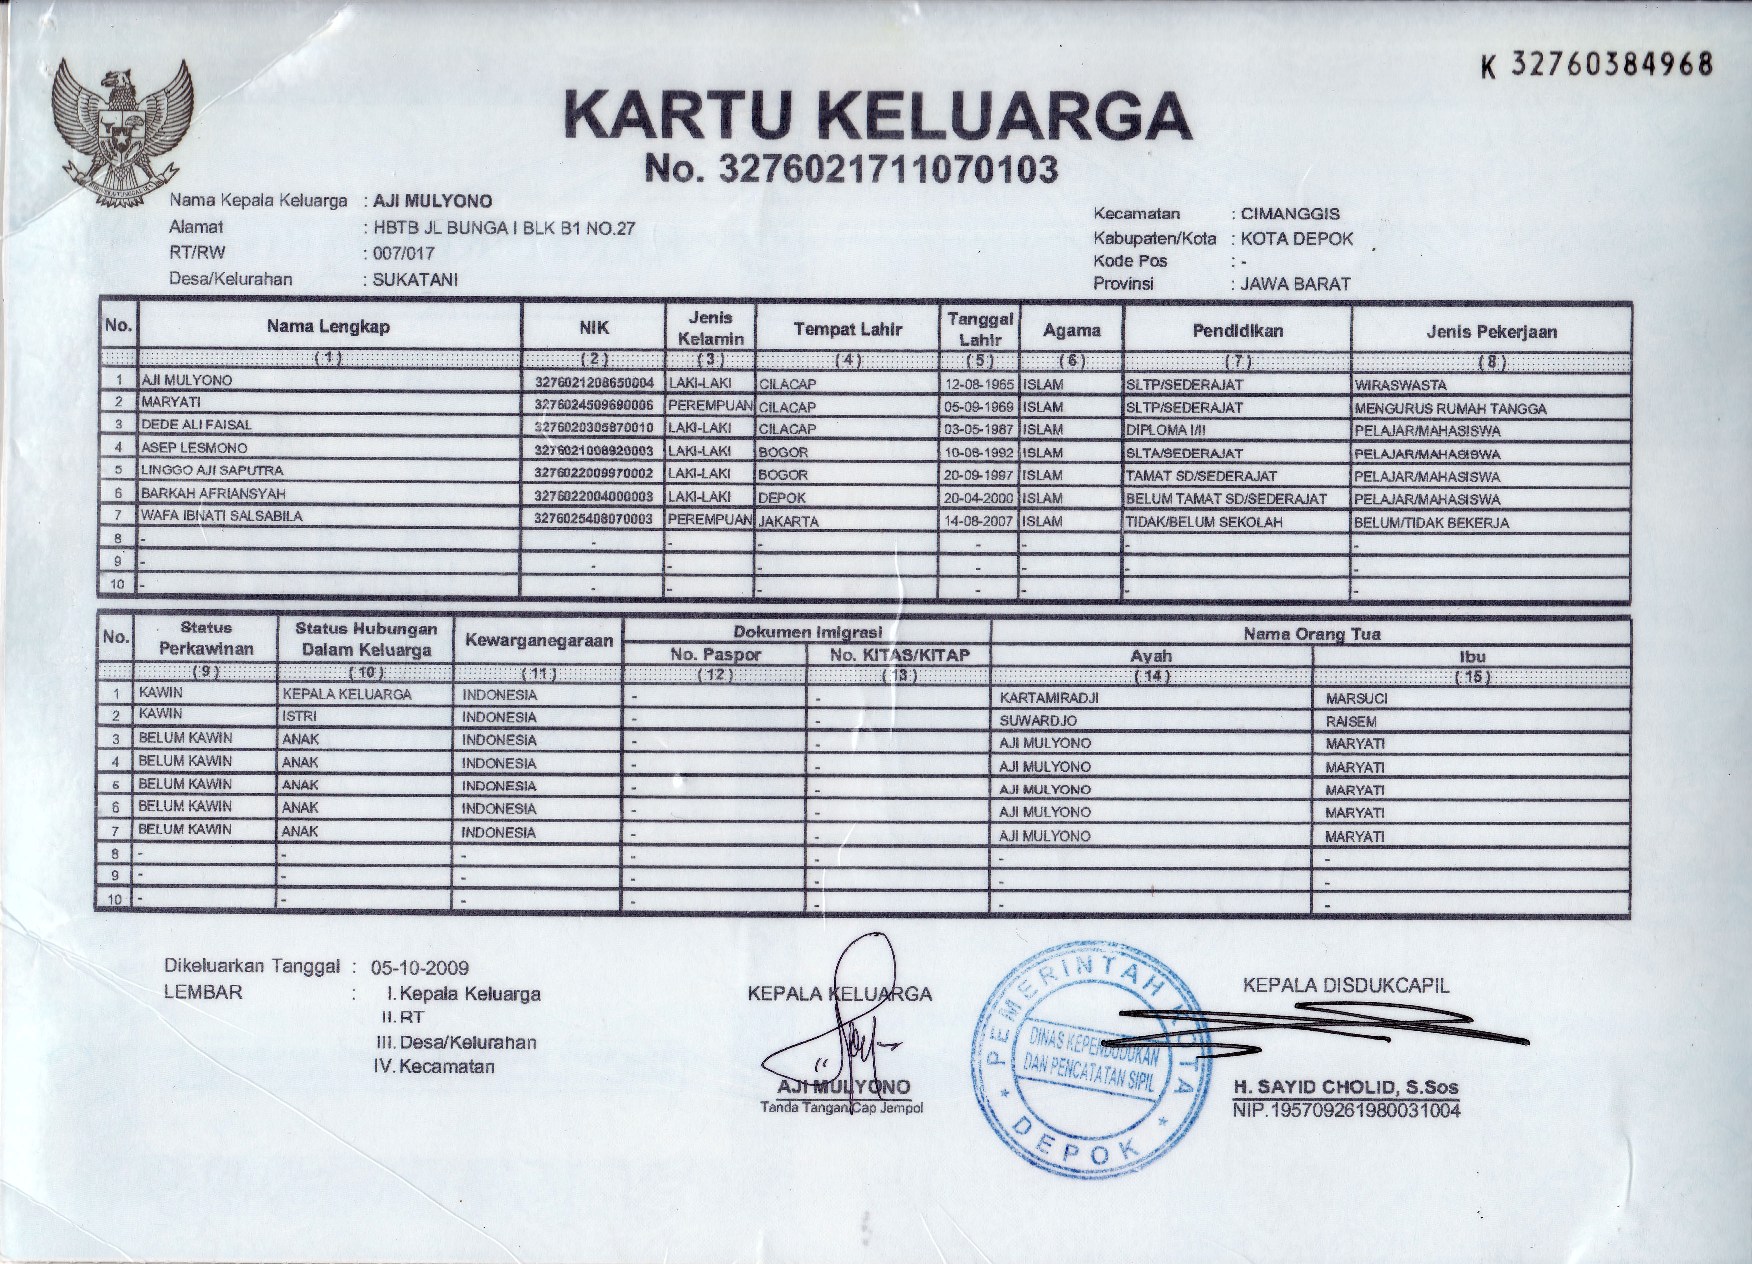 K 32760384968
KARTU KELUARGA
No. 3276021711070103
Nama Kepala Keluarga : AJI MULYONO
Alamat : HBTB JL BUNGA I BLK B1 NO.27
RT/RW : 007/017
Desa/Kelurahan : SUKATANI
Kecamatan : CIMANGGIS
Kabupaten/Kota : KOTA DEPOK
Kode Pos : -
Provinsi : JAWA BARAT
No. Nama Lengkap NIK Jenis Kelamin Tempat Lahir Tanggal Lahir Agama Pendidikan Jenis Pekerjaan
(1) (2) (3) (4) (5) (6) (7) (8)
1 AJI MULYONO 3276021208650004 LAKI-LAKI CILACAP 12-08-1965 ISLAM SLTP/SEDERAJAT WIRASWASTA
2 MARYATI 3276024509690006 PEREMPUAN CILACAP 05-09-1969 ISLAM SLTP/SEDERAJAT MENGURUS RUMAH TANGGA
3 DEDE ALI FAISAL 3276020305870010 LAKI-LAKI CILACAP 03-05-1987 ISLAM DIPLOMA I/II PELAJAR/MAHASISWA
4 ASEP LESMONO 3276021008920003 LAKI-LAKI BOGOR 10-08-1992 ISLAM SLTA/SEDERAJAT PELAJAR/MAHASISWA
5 LINGGO AJI SAPUTRA 3276022009970002 LAKI-LAKI BOGOR 20-09-1997 ISLAM TAMAT SD/SEDERAJAT PELAJAR/MAHASISWA
6 BARKAH AFRIANSYAH 3276022004000003 LAKI-LAKI DEPOK 20-04-2000 ISLAM BELUM TAMAT SD/SEDERAJAT PELAJAR/MAHASISWA
7 WAFA IBNATI SALSABILA 3276025408070003 PEREMPUAN JAKARTA 14-08-2007 ISLAM TIDAK/BELUM SEKOLAH BELUM/TIDAK BEKERJA
8 - - - - - - - -
9 - - - - - - - -
10 - - - - - - - -
No. Status Perkawinan Status Hubungan Dalam Keluarga Kewarganegaraan Dokumen Imigrasi Nama Orang Tua
No. Paspor No. KITAS/KITAP Ayah Ibu
(9) (10) (11) (12) (13) (14) (15)
1 KAWIN KEPALA KELUARGA INDONESIA - - KARTAMIRADJI MARSUCI
2 KAWIN ISTRI INDONESIA - - SUWARDJO RAISEM
3 BELUM KAWIN ANAK INDONESIA - - AJI MULYONO MARYATI
4 BELUM KAWIN ANAK INDONESIA - - AJI MULYONO MARYATI
5 BELUM KAWIN ANAK INDONESIA - - AJI MULYONO MARYATI
6 BELUM KAWIN ANAK INDONESIA - - AJI MULYONO MARYATI
7 BELUM KAWIN ANAK INDONESIA - - AJI MULYONO MARYATI
8 - - - - - - -
9 - - - - - - -
10 - - - - - - -
Dikeluarkan Tanggal : 05-10-2009
LEMBAR : I. Kepala Keluarga
II. RT
III. Desa/Kelurahan
IV. Kecamatan
KEPALA KELUARGA
AJI MULYONO
Tanda Tangan/Cap Jempol
PEMERINTAH KOTA
DINAS KEPENDUDUKAN
DAN PENCATATAN SIPIL
* DEPOK *
KEPALA DISDUKCAPIL
H. SAYID CHOLID, S.Sos
NIP.195709261980031004